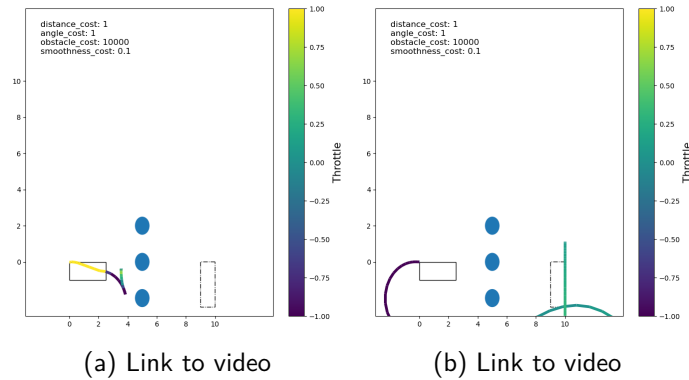 distance_cost: 1
angle_cost: 1
obstacle_cost: 10000
smoothness_cost: 0.1
10
8
6
4
2
0
0 2 4 6 8 10
1.00
0.75
0.50
0.25
0.00
−0.25
−0.50
−0.75
−1.00
Throttle
(a) Link to video
distance_cost: 1
angle_cost: 1
obstacle_cost: 10000
smoothness_cost: 0.1
10
8
6
4
2
0
0 2 4 6 8 10
1.00
0.75
0.50
0.25
0.00
−0.25
−0.50
−0.75
−1.00
Throttle
(b) Link to video